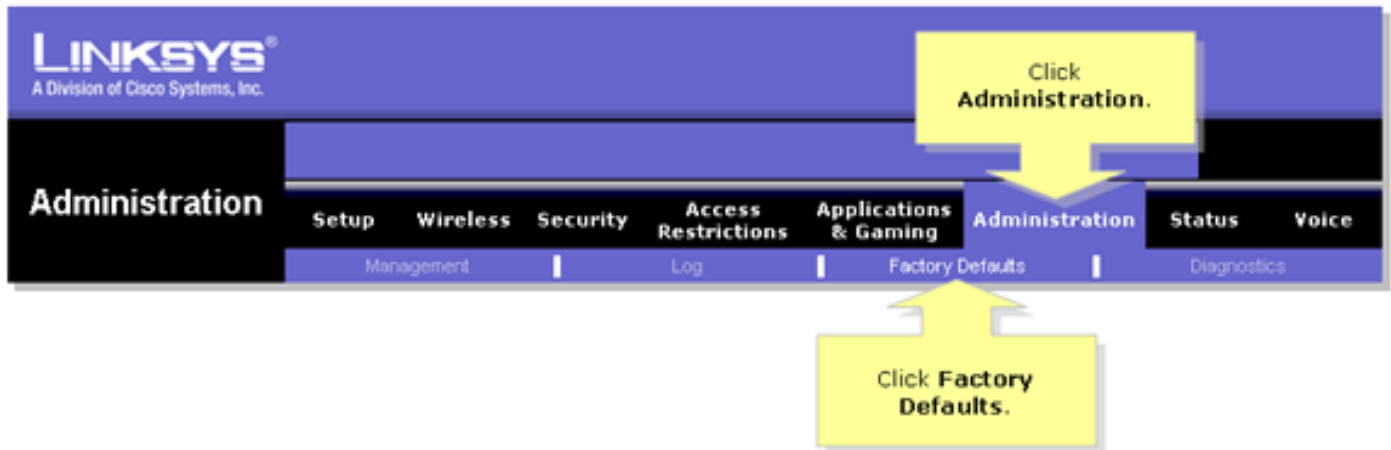 LINKSYS®
A Division of Cisco Systems, Inc.
Click
Administration.
Administration
Setup
Wireless
Security
Access
Restrictions
Applications
& Gaming
Administration
Status
Voice
Management
Log
Factory Defaults
Diagnostics
Click Factory
Defaults.